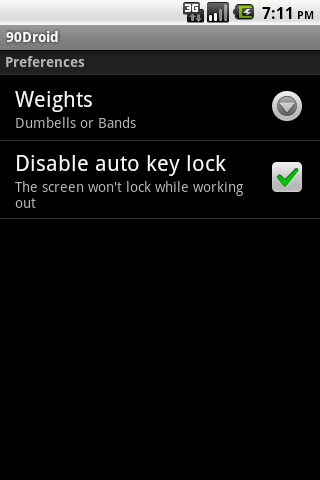 3G 7:11 PM
90Droid
Preferences
Weights
Dumbells or Bands
Disable auto key lock
The screen won't lock while working
out